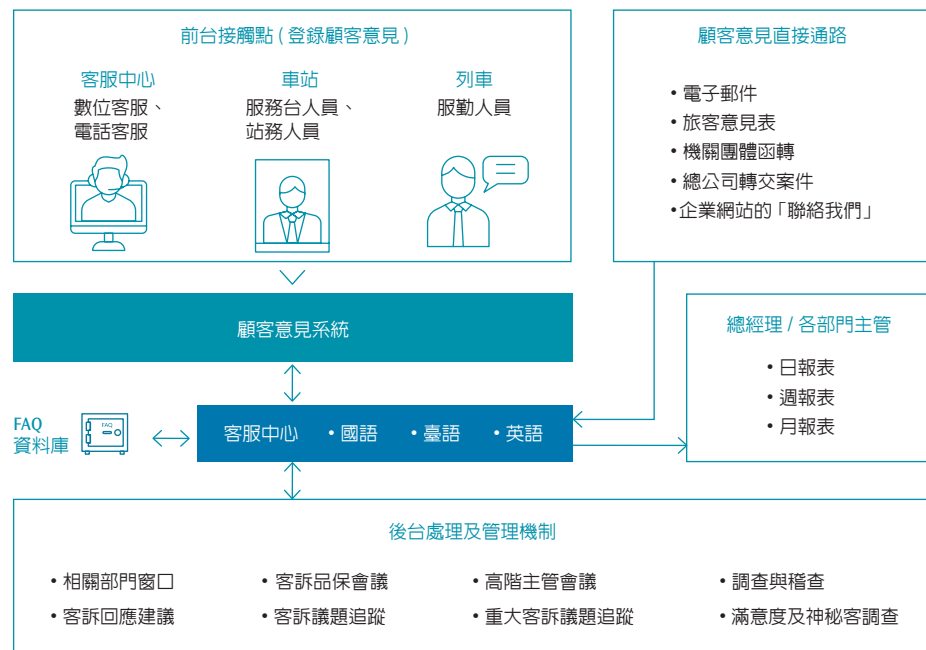 前台接觸點 ( 登錄顧客意見 )
客服中心
數位客服、
電話客服
車站
服務台人員、
站務人員
列車
服勤人員
顧客意見直接通路
• 電子郵件
• 旅客意見表
• 機關團體函轉
• 總公司轉交案件
•企業網站的「聯絡我們」
顧客意見系統
總經理 / 各部門主管
• 日報表
• 週報表
• 月報表
FAQ
資料庫
FAQ
客服中心 • 國語 • 臺語 • 英語
後台處理及管理機制
• 相關部門窗口 • 客訴品保會議 • 高階主管會議 • 調查與稽查
• 客訴回應建議 • 客訴議題追蹤 • 重大客訴議題追蹤 • 滿意度及神秘客調查